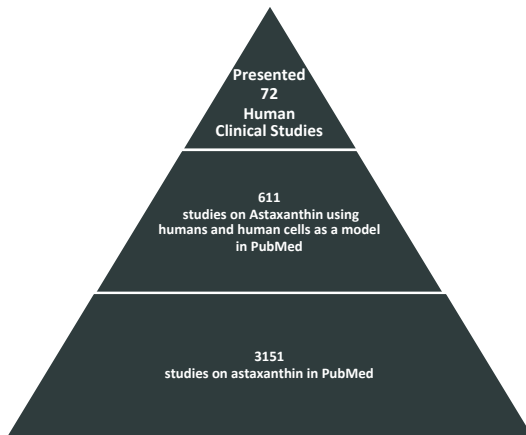 Presented
72
Human
Clinical Studies
611
studies on Astaxanthin using
humans and human cells as a model
in PubMed
3151
studies on astaxanthin in PubMed